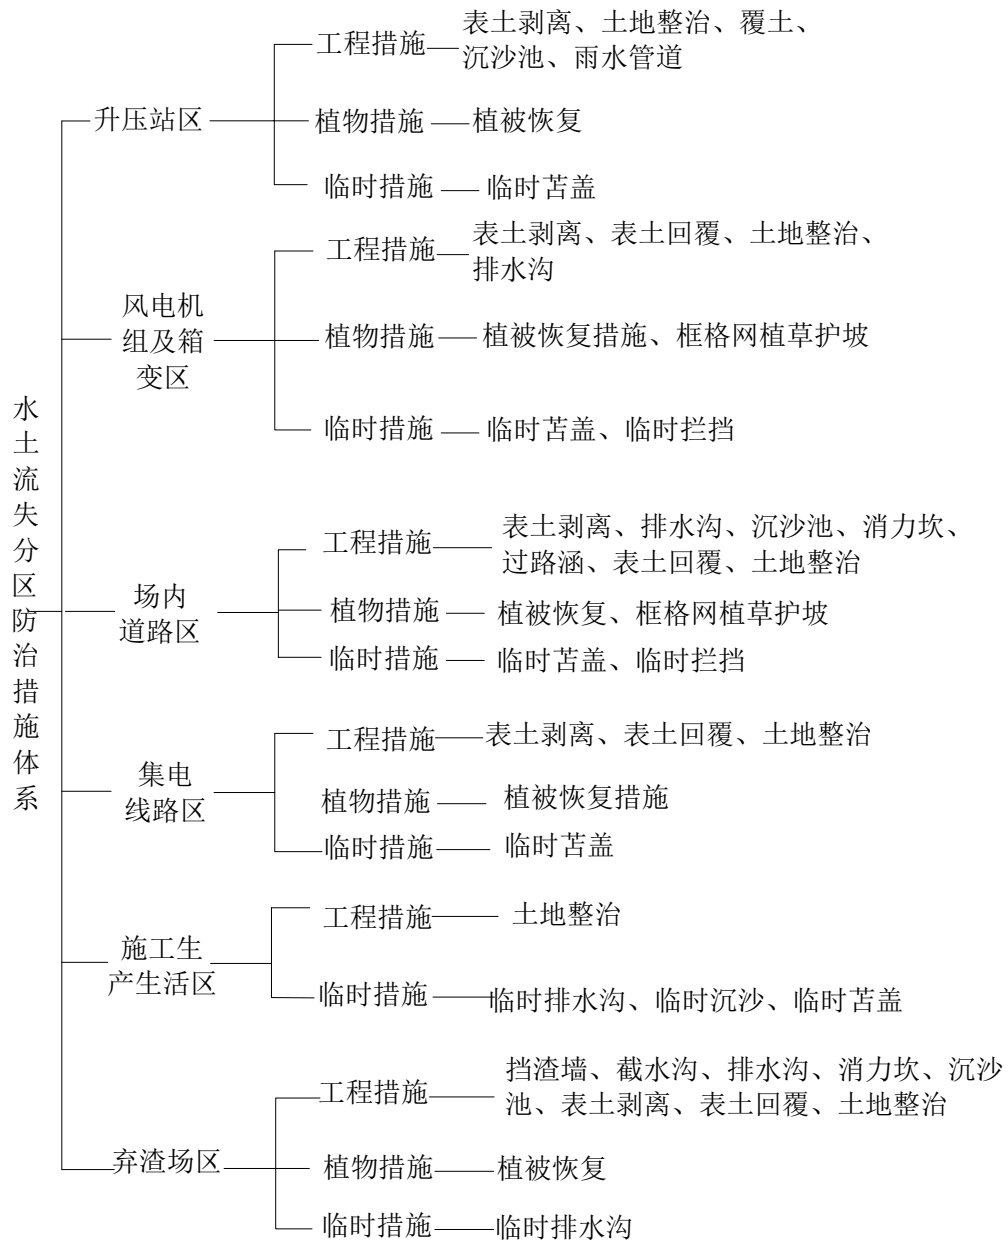 水土流失分区防治措施体系
升压站区
工程措施
表土剥离、土地整治、覆土、
沉沙池、雨水管道
植物措施
植被恢复
临时措施
临时苫盖
风电机
组及箱
变区
工程措施
表土剥离、表土回覆、土地整治、
排水沟
植物措施
植被恢复措施、框格网植草护坡
临时措施
临时苫盖、临时拦挡
场内
道路区
工程措施
表土剥离、排水沟、沉沙池、消力坎、
过路涵、表土回覆、土地整治
植物措施
植被恢复、框格网植草护坡
临时措施
临时苫盖、临时拦挡
集电
线路区
工程措施
表土剥离、表土回覆、土地整治
植物措施
植被恢复措施
临时措施
临时苫盖
施工生
产生活区
工程措施
土地整治
临时措施
临时排水沟、临时沉沙、临时苫盖
弃渣场区
工程措施
挡渣墙、截水沟、排水沟、消力坎、沉沙
池、表土剥离、表土回覆、土地整治
植物措施
植被恢复
临时措施
临时排水沟